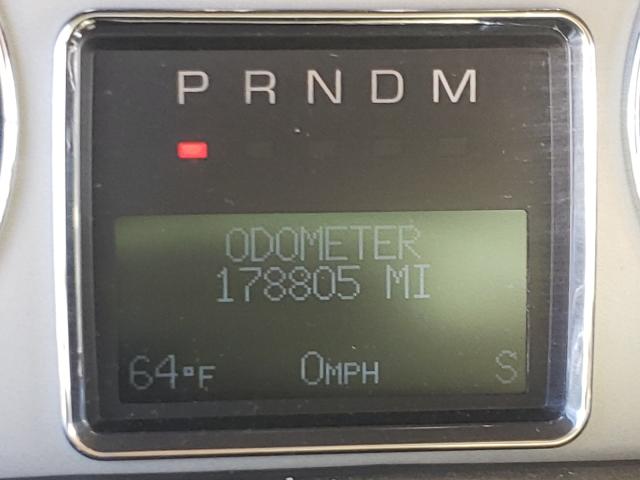 P R N D M
ODOMETER
178805 MI
64°F 0MPH S